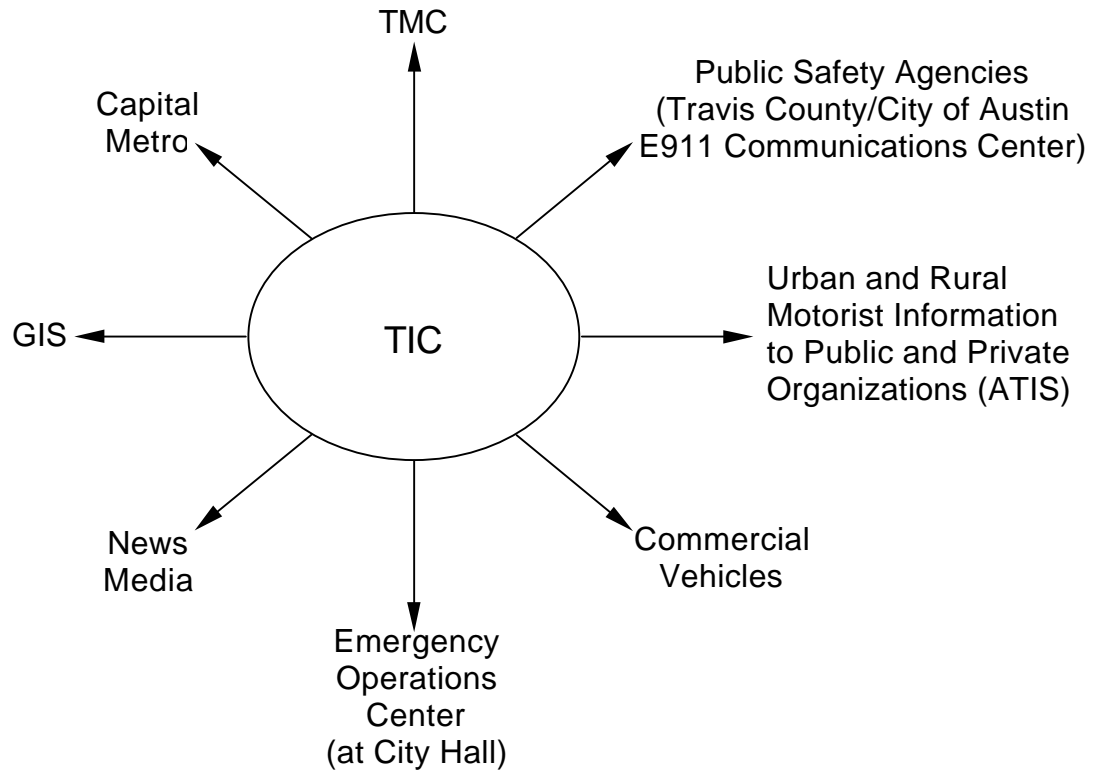 TMC
Public Safety Agencies
(Travis County/City of Austin
E911 Communications Center)
Capital
Metro
Urban and Rural
Motorist Information
to Public and Private
Organizations (ATIS)
GIS
TIC
News
Media
Commercial
Vehicles
Emergency
Operations
Center
(at City Hall)